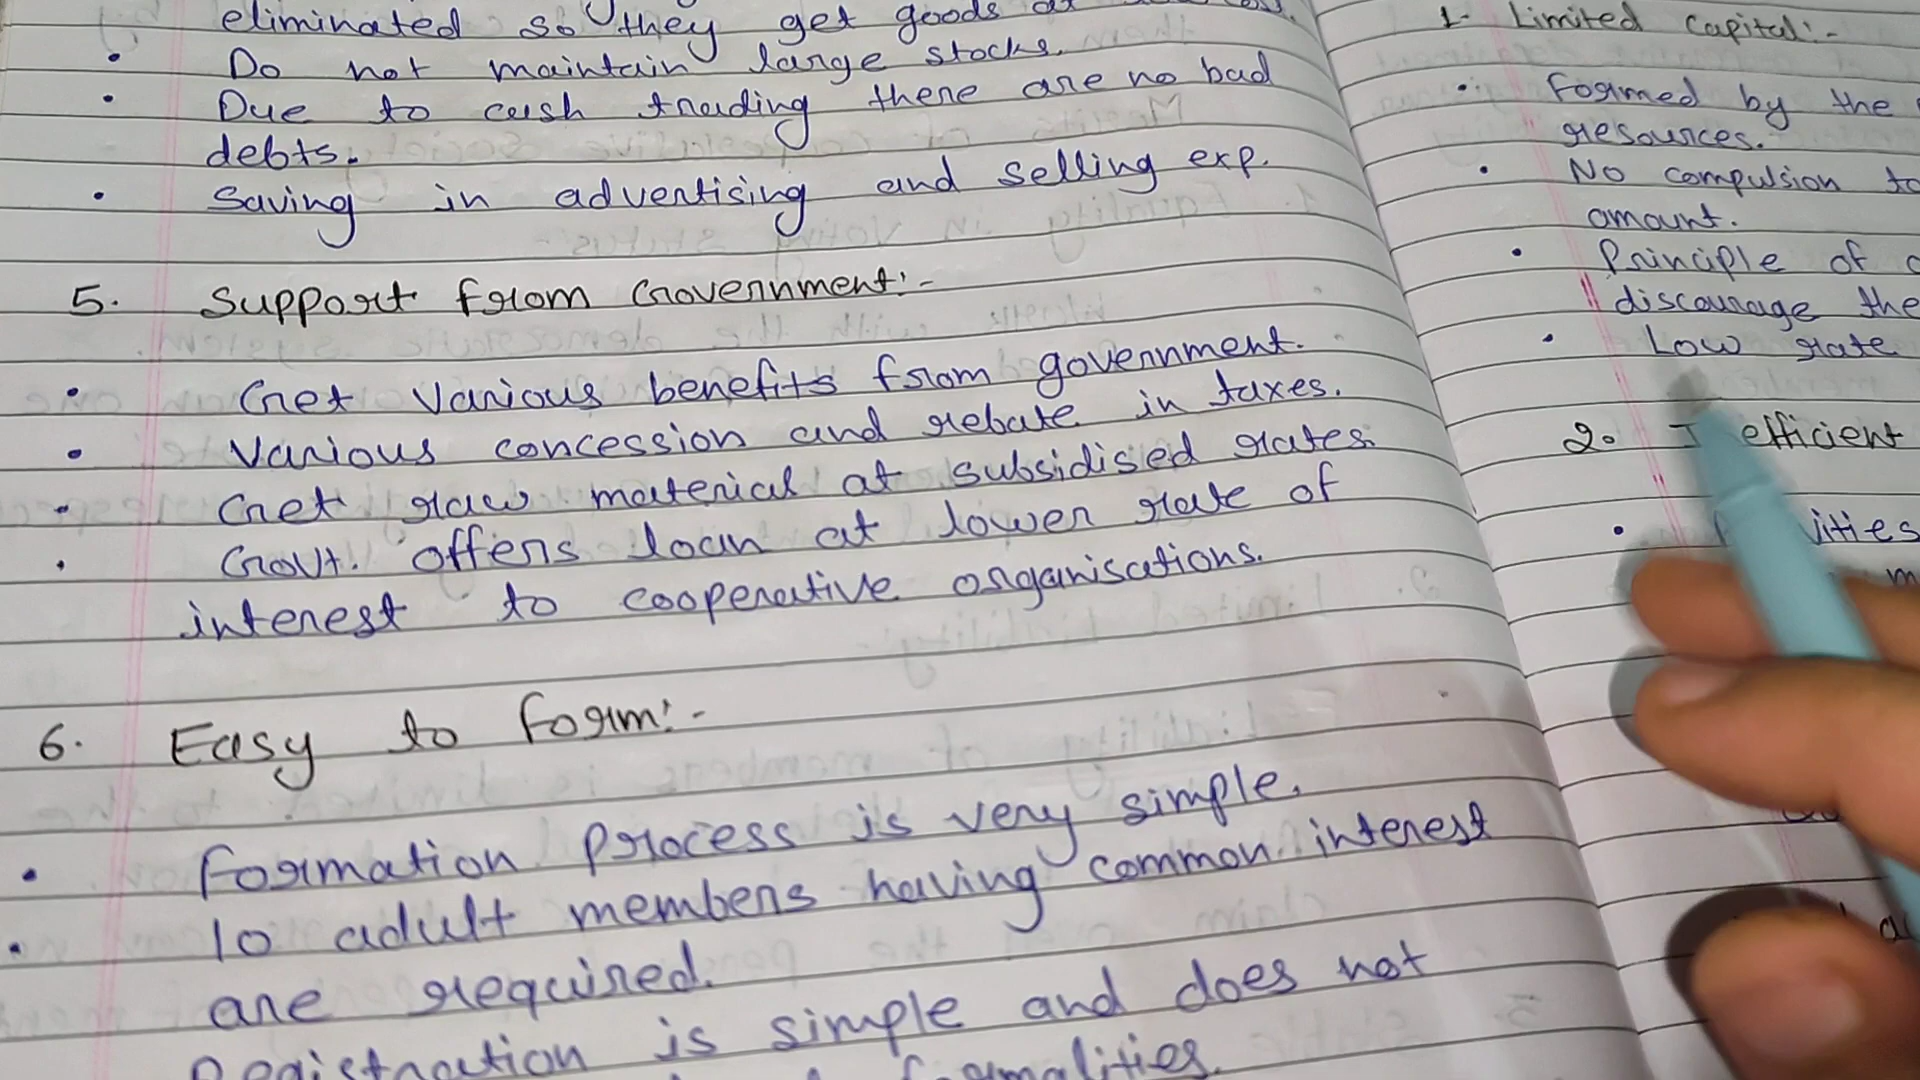 eliminated so they get goods at
Do not maintain large stocks.
Due to cash trading there are no bad
debts.
Saving in advertising and selling exp.
5. Support from Government:-
Get various benefits from government.
Various concession and rebate in taxes.
Get raw material at subsidised rates.
Govt. offers loan at lower rate of
interest to cooperative organisations.
6. Easy to form:-
Formation process is very simple.
10 adult members having common interest
are required.
Registration is simple and does not
formalities.
1- Limited Capital:-
Formed by the
resources.
No compulsion to
amount.
Principle of
discourage the
Low rate
2. efficient